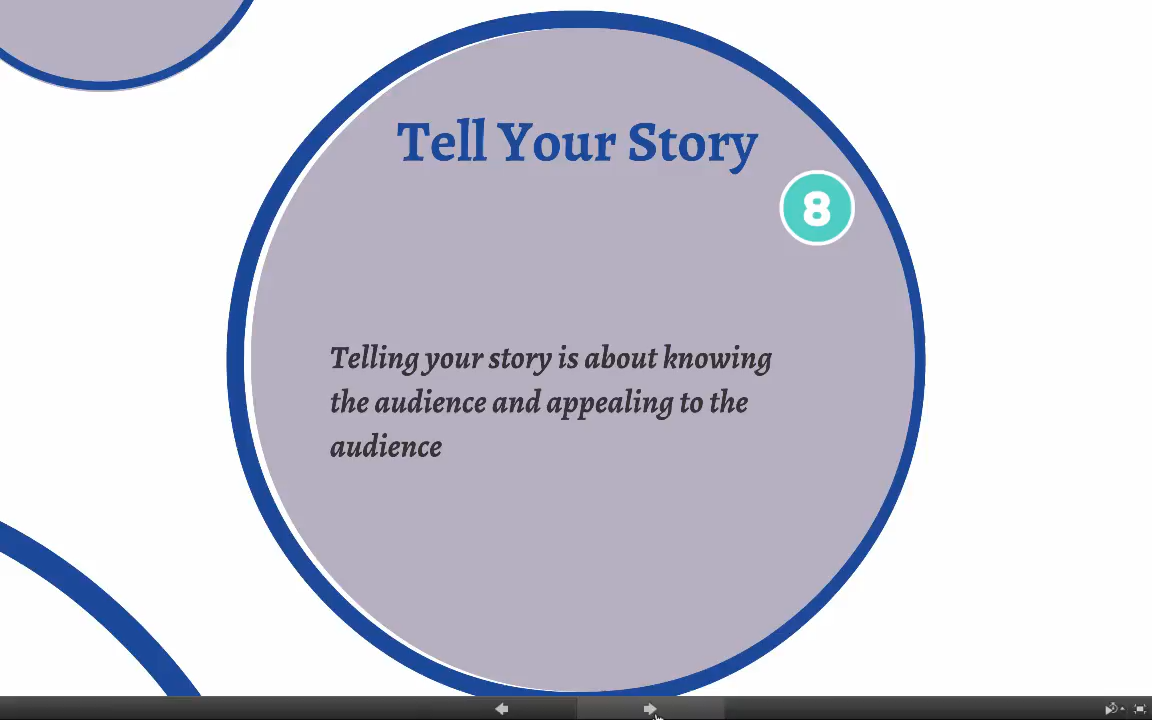 Tell Your Story
8
Telling your story is about knowing
the audience and appealing to the
audience